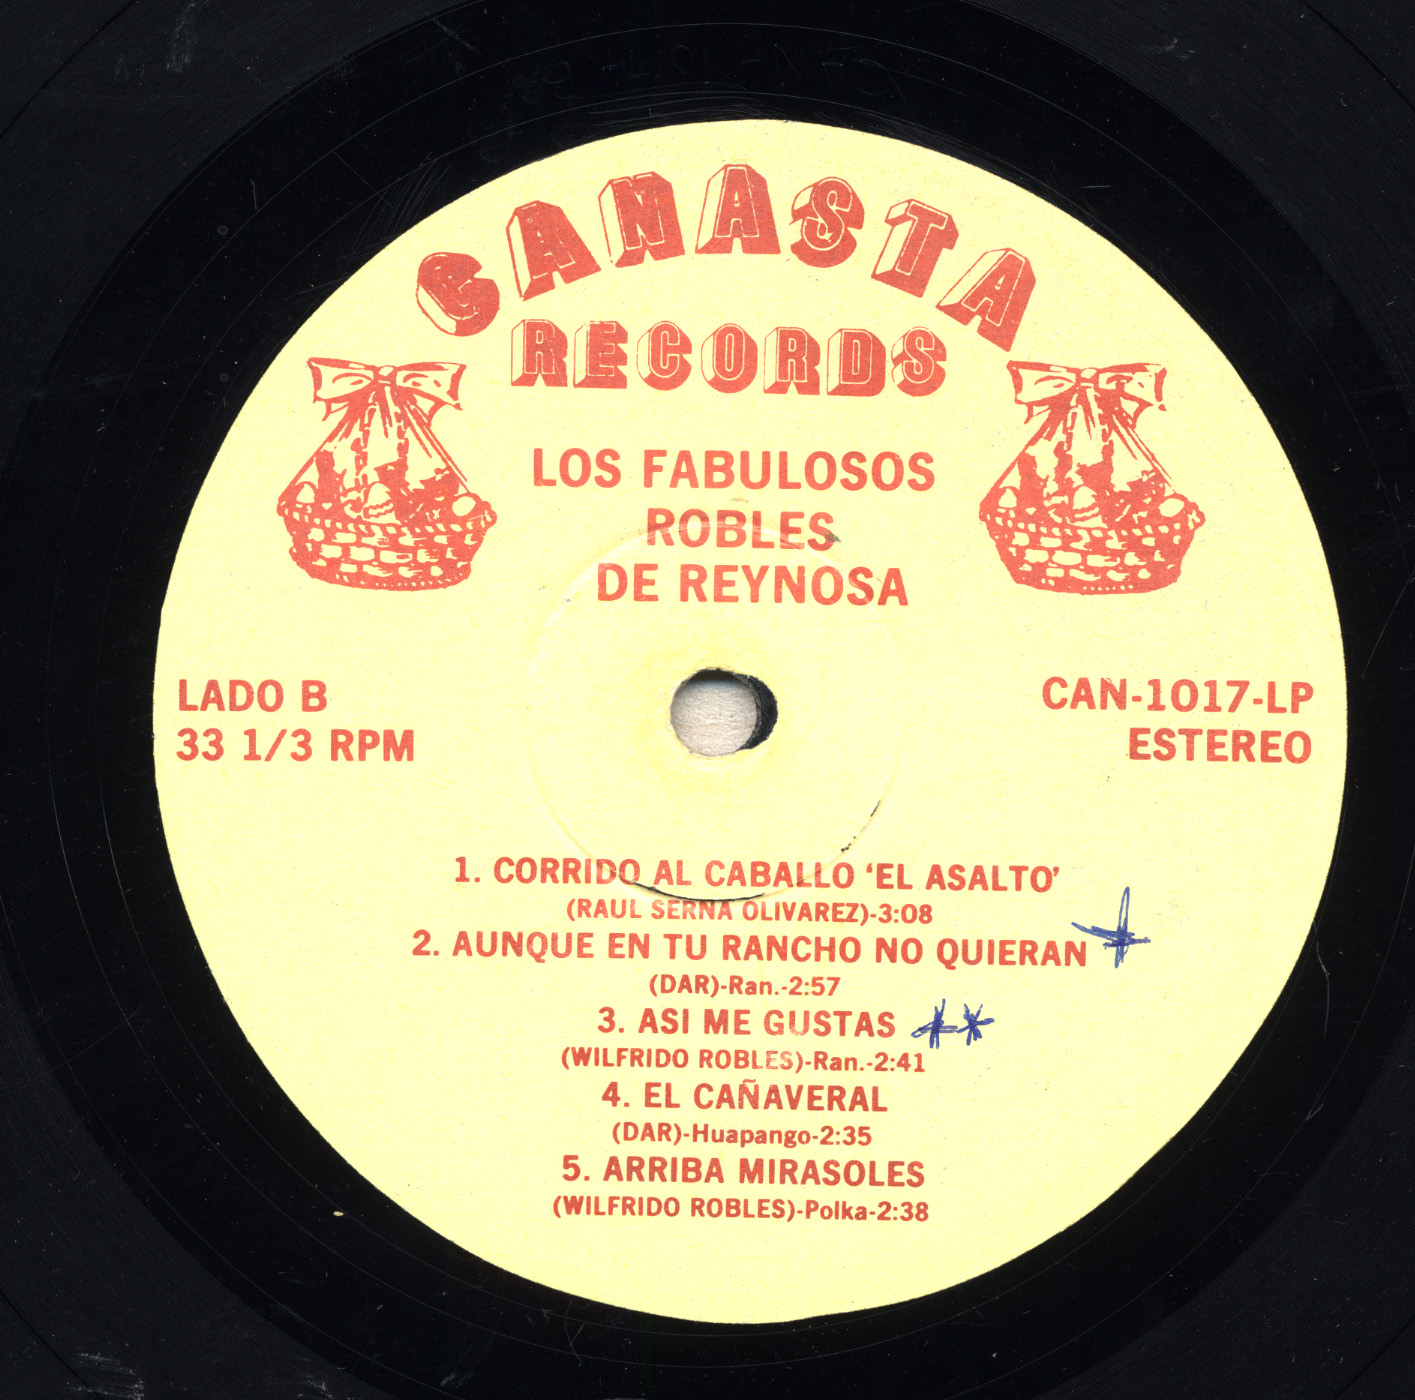 CANASTA
RECORDS
LOS FABULOSOS
ROBLES
DE REYNOSA
LADO B
33 1/3 RPM
CAN-1017-LP
ESTEREO
1. CORRIDO AL CABALLO ‘EL ASALTO’
(RAUL SERNA OLIVAREZ)-3:08
2. AUNQUE EN TU RANCHO NO QUIERAN
(DAR)-Ran.-2:57
3. ASI ME GUSTAS **
(WILFRIDO ROBLES)-Ran.-2:41
4. EL CAÑAVERAL
(DAR)-Huapango-2:35
5. ARRIBA MIRASOLES
(WILFRIDO ROBLES)-Polka-2:38